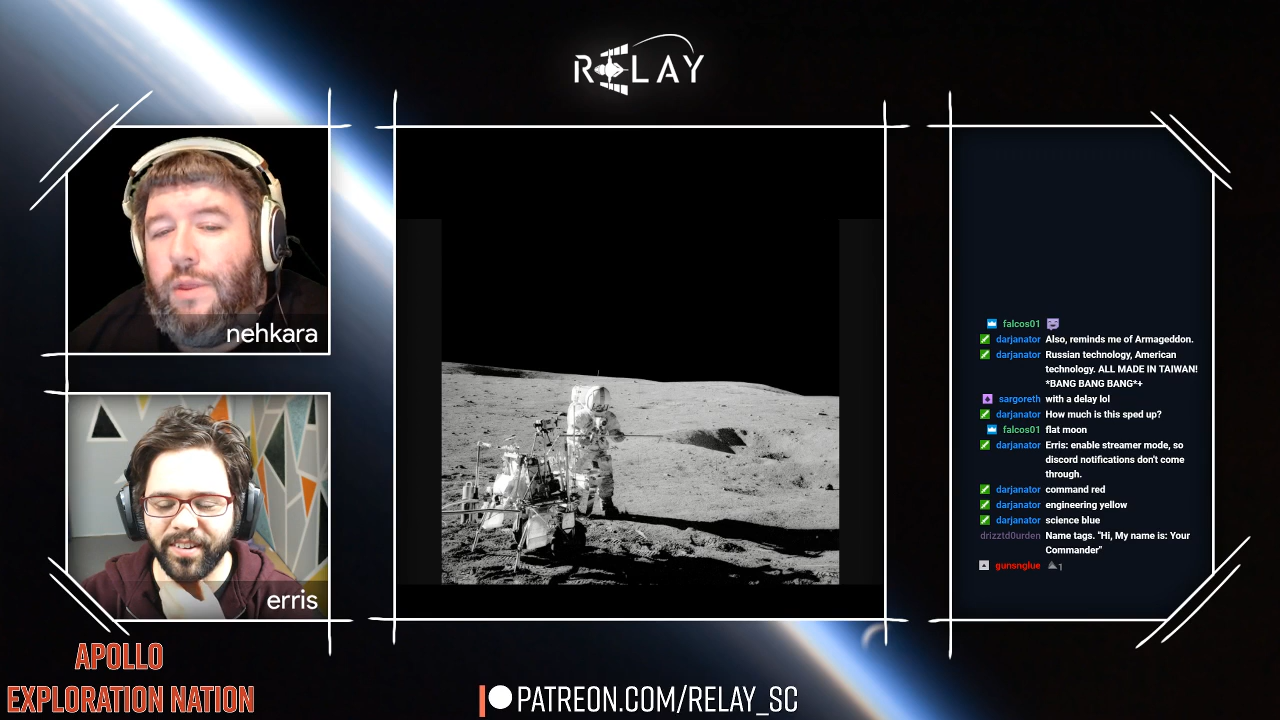 RELAY
nehkara
erris
falcos01
darjanator Also, reminds me of Armageddon.
darjanator Russian technology, American
technology. ALL MADE IN TAIWAN!
*BANG BANG BANG*+
sargoreth with a delay lol
darjanator How much is this sped up?
falcos01 flat moon
darjanator Erris: enable streamer mode, so
discord notifications don't come
through.
darjanator command red
darjanator engineering yellow
darjanator science blue
drizztd0urden Name tags. "Hi, My name is: Your
Commander"
gunsnglue 1
APOLLO
EXPLORATION NATION
PATREON.COM/RELAY_SC